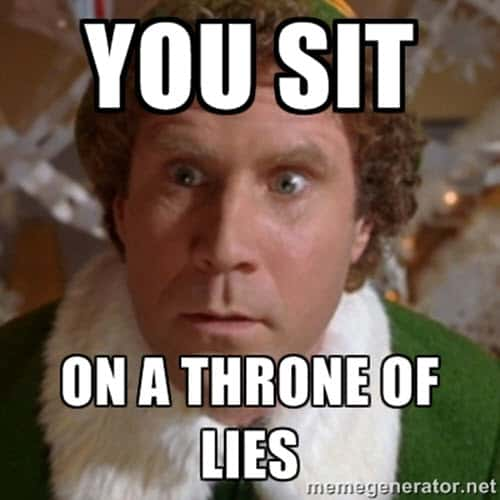 YOU SIT
ON A THRONE OF
LIES
memegenerator.net